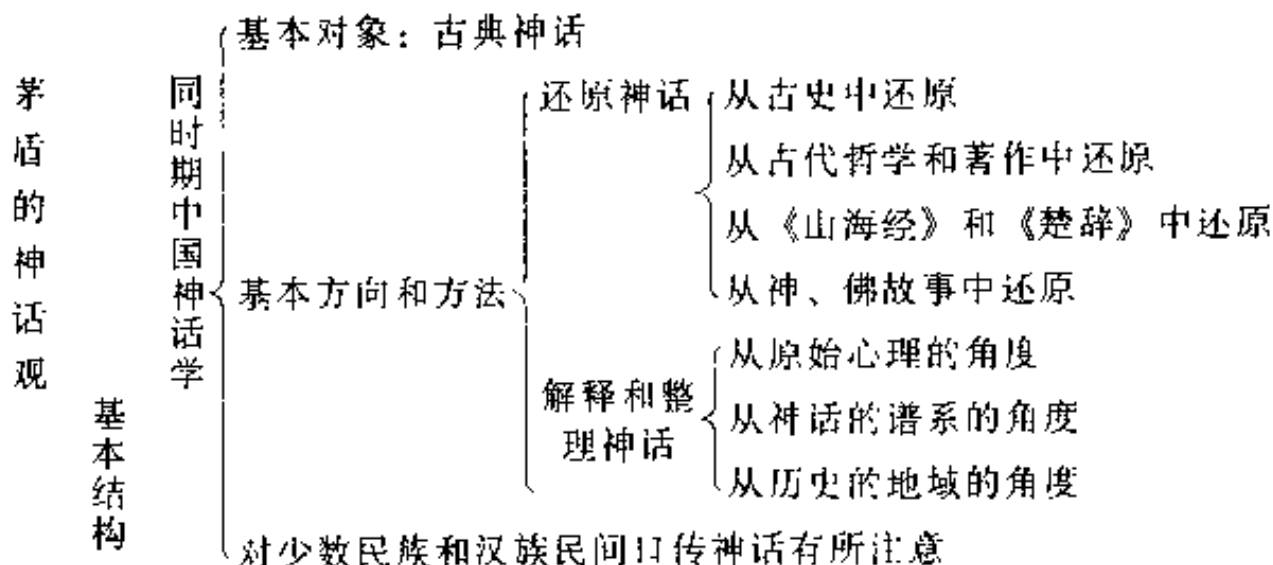 茅盾的神话观
基本结构
同时期中国神话学
基本对象：古典神话
基本方向和方法
还原神话
从古史中还原
从古代哲学和著作中还原
从《山海经》和《楚辞》中还原
从神、佛故事中还原
解释和整
理神话
从原始心理的角度
从神话的谱系的角度
从历史的地域的角度
对少数民族和汉族民间口传神话有所注意